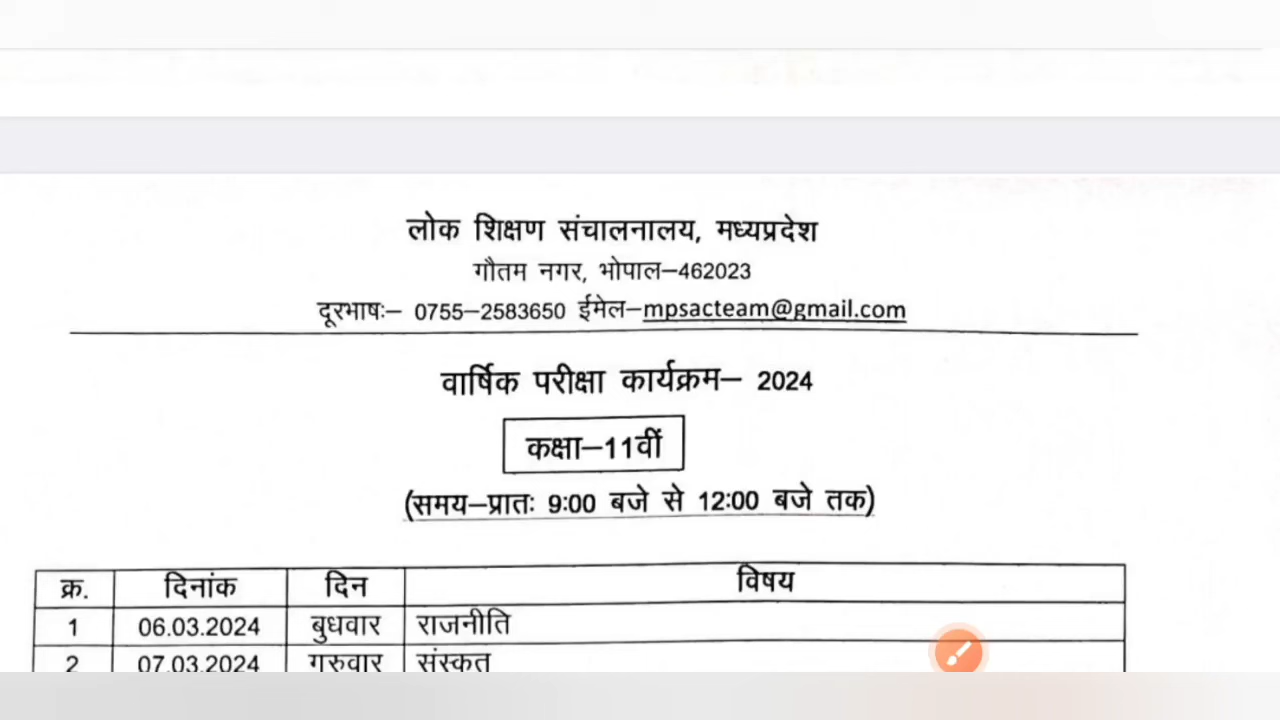 लोक शिक्षण संचालनालय, मध्यप्रदेश
गौतम नगर, भोपाल–462023
दूरभाषः– 0755–2583650 ईमेल–mpsacteam@gmail.com
वार्षिक परीक्षा कार्यक्रम– 2024
कक्षा–11वीं
(समय–प्रातः 9:00 बजे से 12:00 बजे तक)
क्र. दिनांक दिन विषय
1 06.03.2024 बुधवार राजनीति
2 07.03.2024 गुरुवार संस्कृत